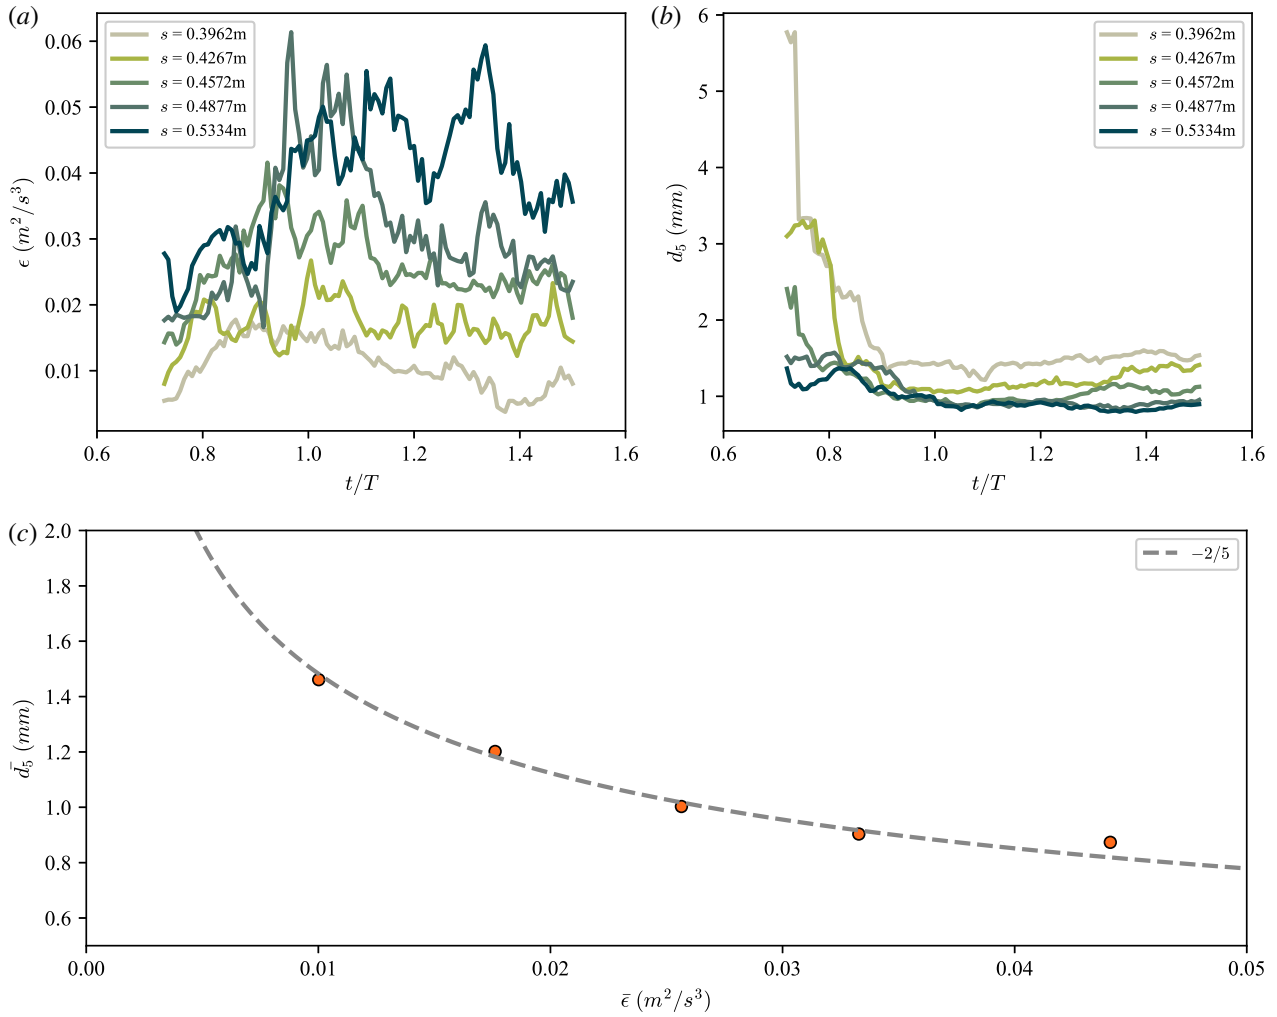 (a)
0.06
0.05
0.04
0.03
0.02
0.01
ϵ (m²/s³)
s = 0.3962m
s = 0.4267m
s = 0.4572m
s = 0.4877m
s = 0.5334m
0.6 0.8 1.0 1.2 1.4 1.6
t/T
(b)
6
5
4
3
2
1
d₅ (mm)
s = 0.3962m
s = 0.4267m
s = 0.4572m
s = 0.4877m
s = 0.5334m
0.6 0.8 1.0 1.2 1.4 1.6
t/T
(c)
2.0
1.8
1.6
1.4
1.2
1.0
0.8
0.6
d̄₅ (mm)
−2/5
0.00 0.01 0.02 0.03 0.04 0.05
ϵ̄ (m²/s³)